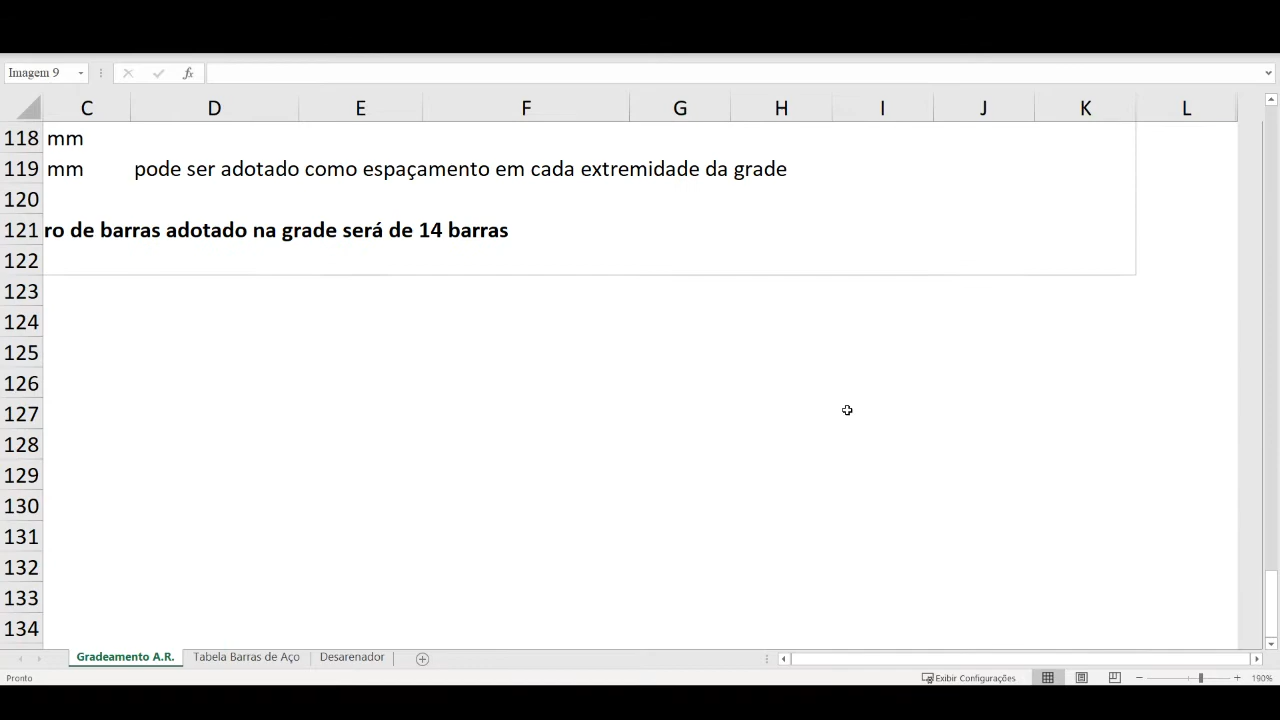 Imagem 9
fx
C D E F G H I J K L
118 mm
119 mm pode ser adotado como espaçamento em cada extremidade da grade
120
121 ro de barras adotado na grade será de 14 barras
122
123
124
125
126
127
128
129
130
131
132
133
134
Gradeamento A.R. Tabela Barras de Aço Desarenador
Pronto Exibir Configurações 190%